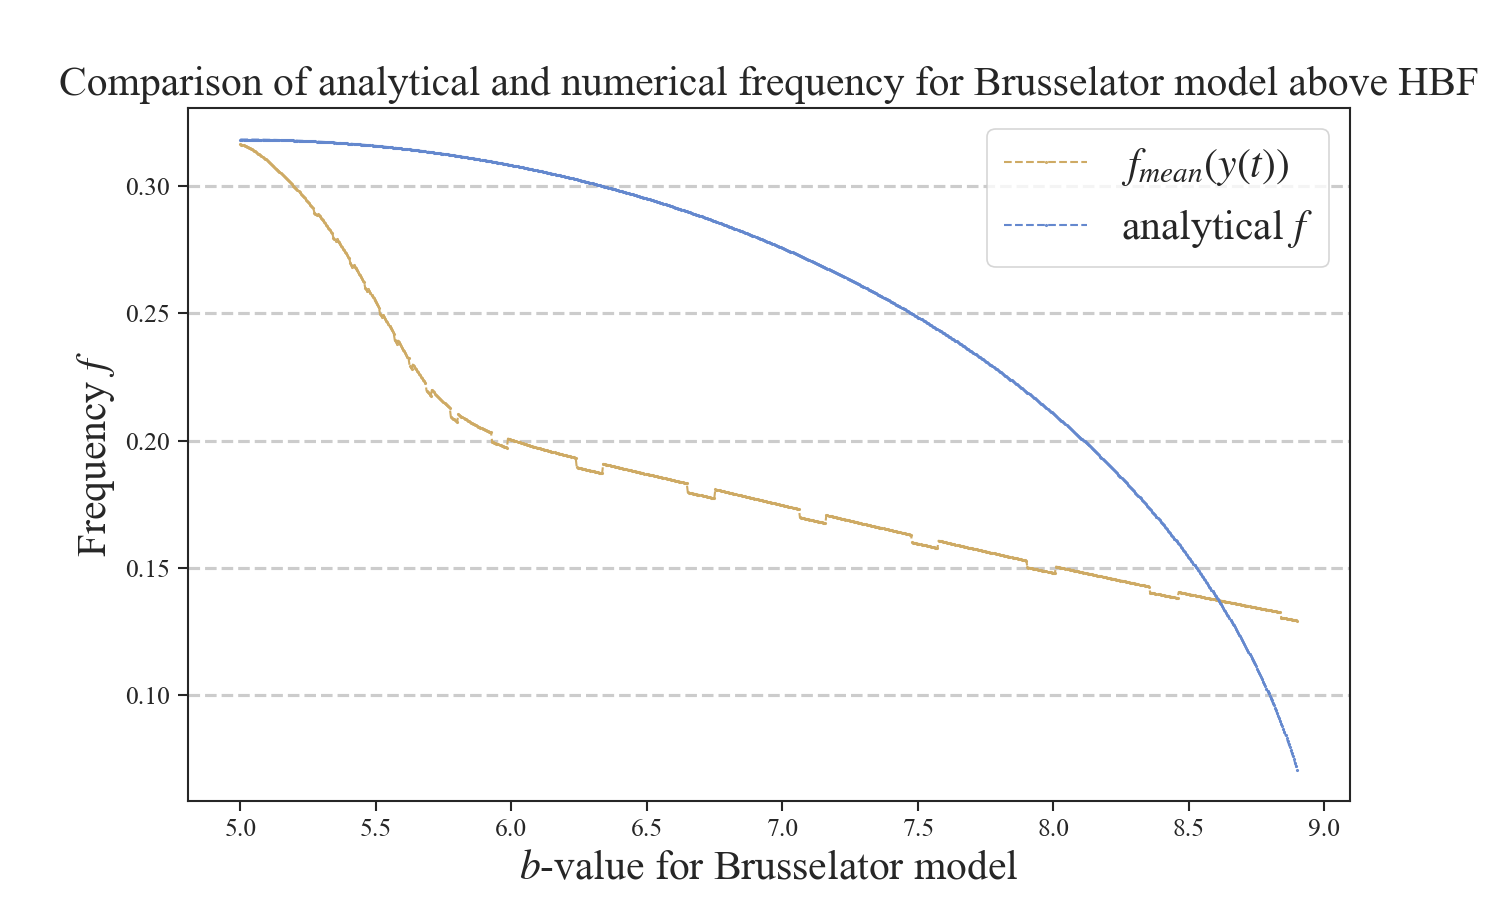 Comparison of analytical and numerical frequency for Brusselator model above HBF
f_mean(y(t))
analytical f
Frequency f
0.30
0.25
0.20
0.15
0.10
5.0 5.5 6.0 6.5 7.0 7.5 8.0 8.5 9.0
b-value for Brusselator model